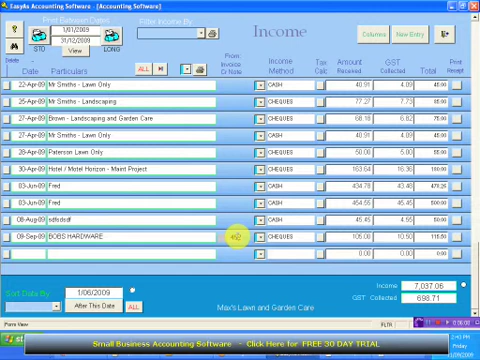 EasyAs Accounting Software - [Accounting Software]
Print Between Dates
Filter Income By
Income
1/01/2009
31/12/2009
STD
View
LONG
Columns
New Entry
Delete
Date
Particulars
ALL
From: Invoice Cr Note
Income Method
Tax Calc
Amount Received
GST Collected
Total
Print Receipt
22-Apr-09 Mr Smiths - Lawn Only CASH 40.91 4.09 45.00
25-Apr-09 Mr Smiths - Landscaping CHEQUES 77.27 7.73 85.00
27-Apr-09 Brown - Landscaping and Garden Care CHEQUES 68.18 6.82 75.00
27-Apr-09 Mr Smiths - Lawn Only CASH 40.91 4.09 45.00
28-Apr-09 Paterson Lawn Only CASH 50.00 5.00 55.00
30-Apr-09 Hotel / Motel Horizon - Maint Project CASH 163.64 16.36 180.00
03-Jun-09 Fred CASH 434.78 43.48 478.26
03-Jun-09 Fred CASH 454.55 45.45 500.00
08-Aug-09 sdfsdsdf CASH 45.45 4.55 50.00
09-Sep-09 BOBS HARDWARE CHEQUES 105.00 10.50 115.50
CASH 0.00 0.00 0.00
Sort Data By
1/06/2009
After This Date
ALL
Max's Lawn and Garden Care
Income 7,037.06
GST Collected 698.71
Form View
FLTR
Small Business Accounting Software - Click Here for FREE 30 DAY TRIAL
2:40 PM
Friday